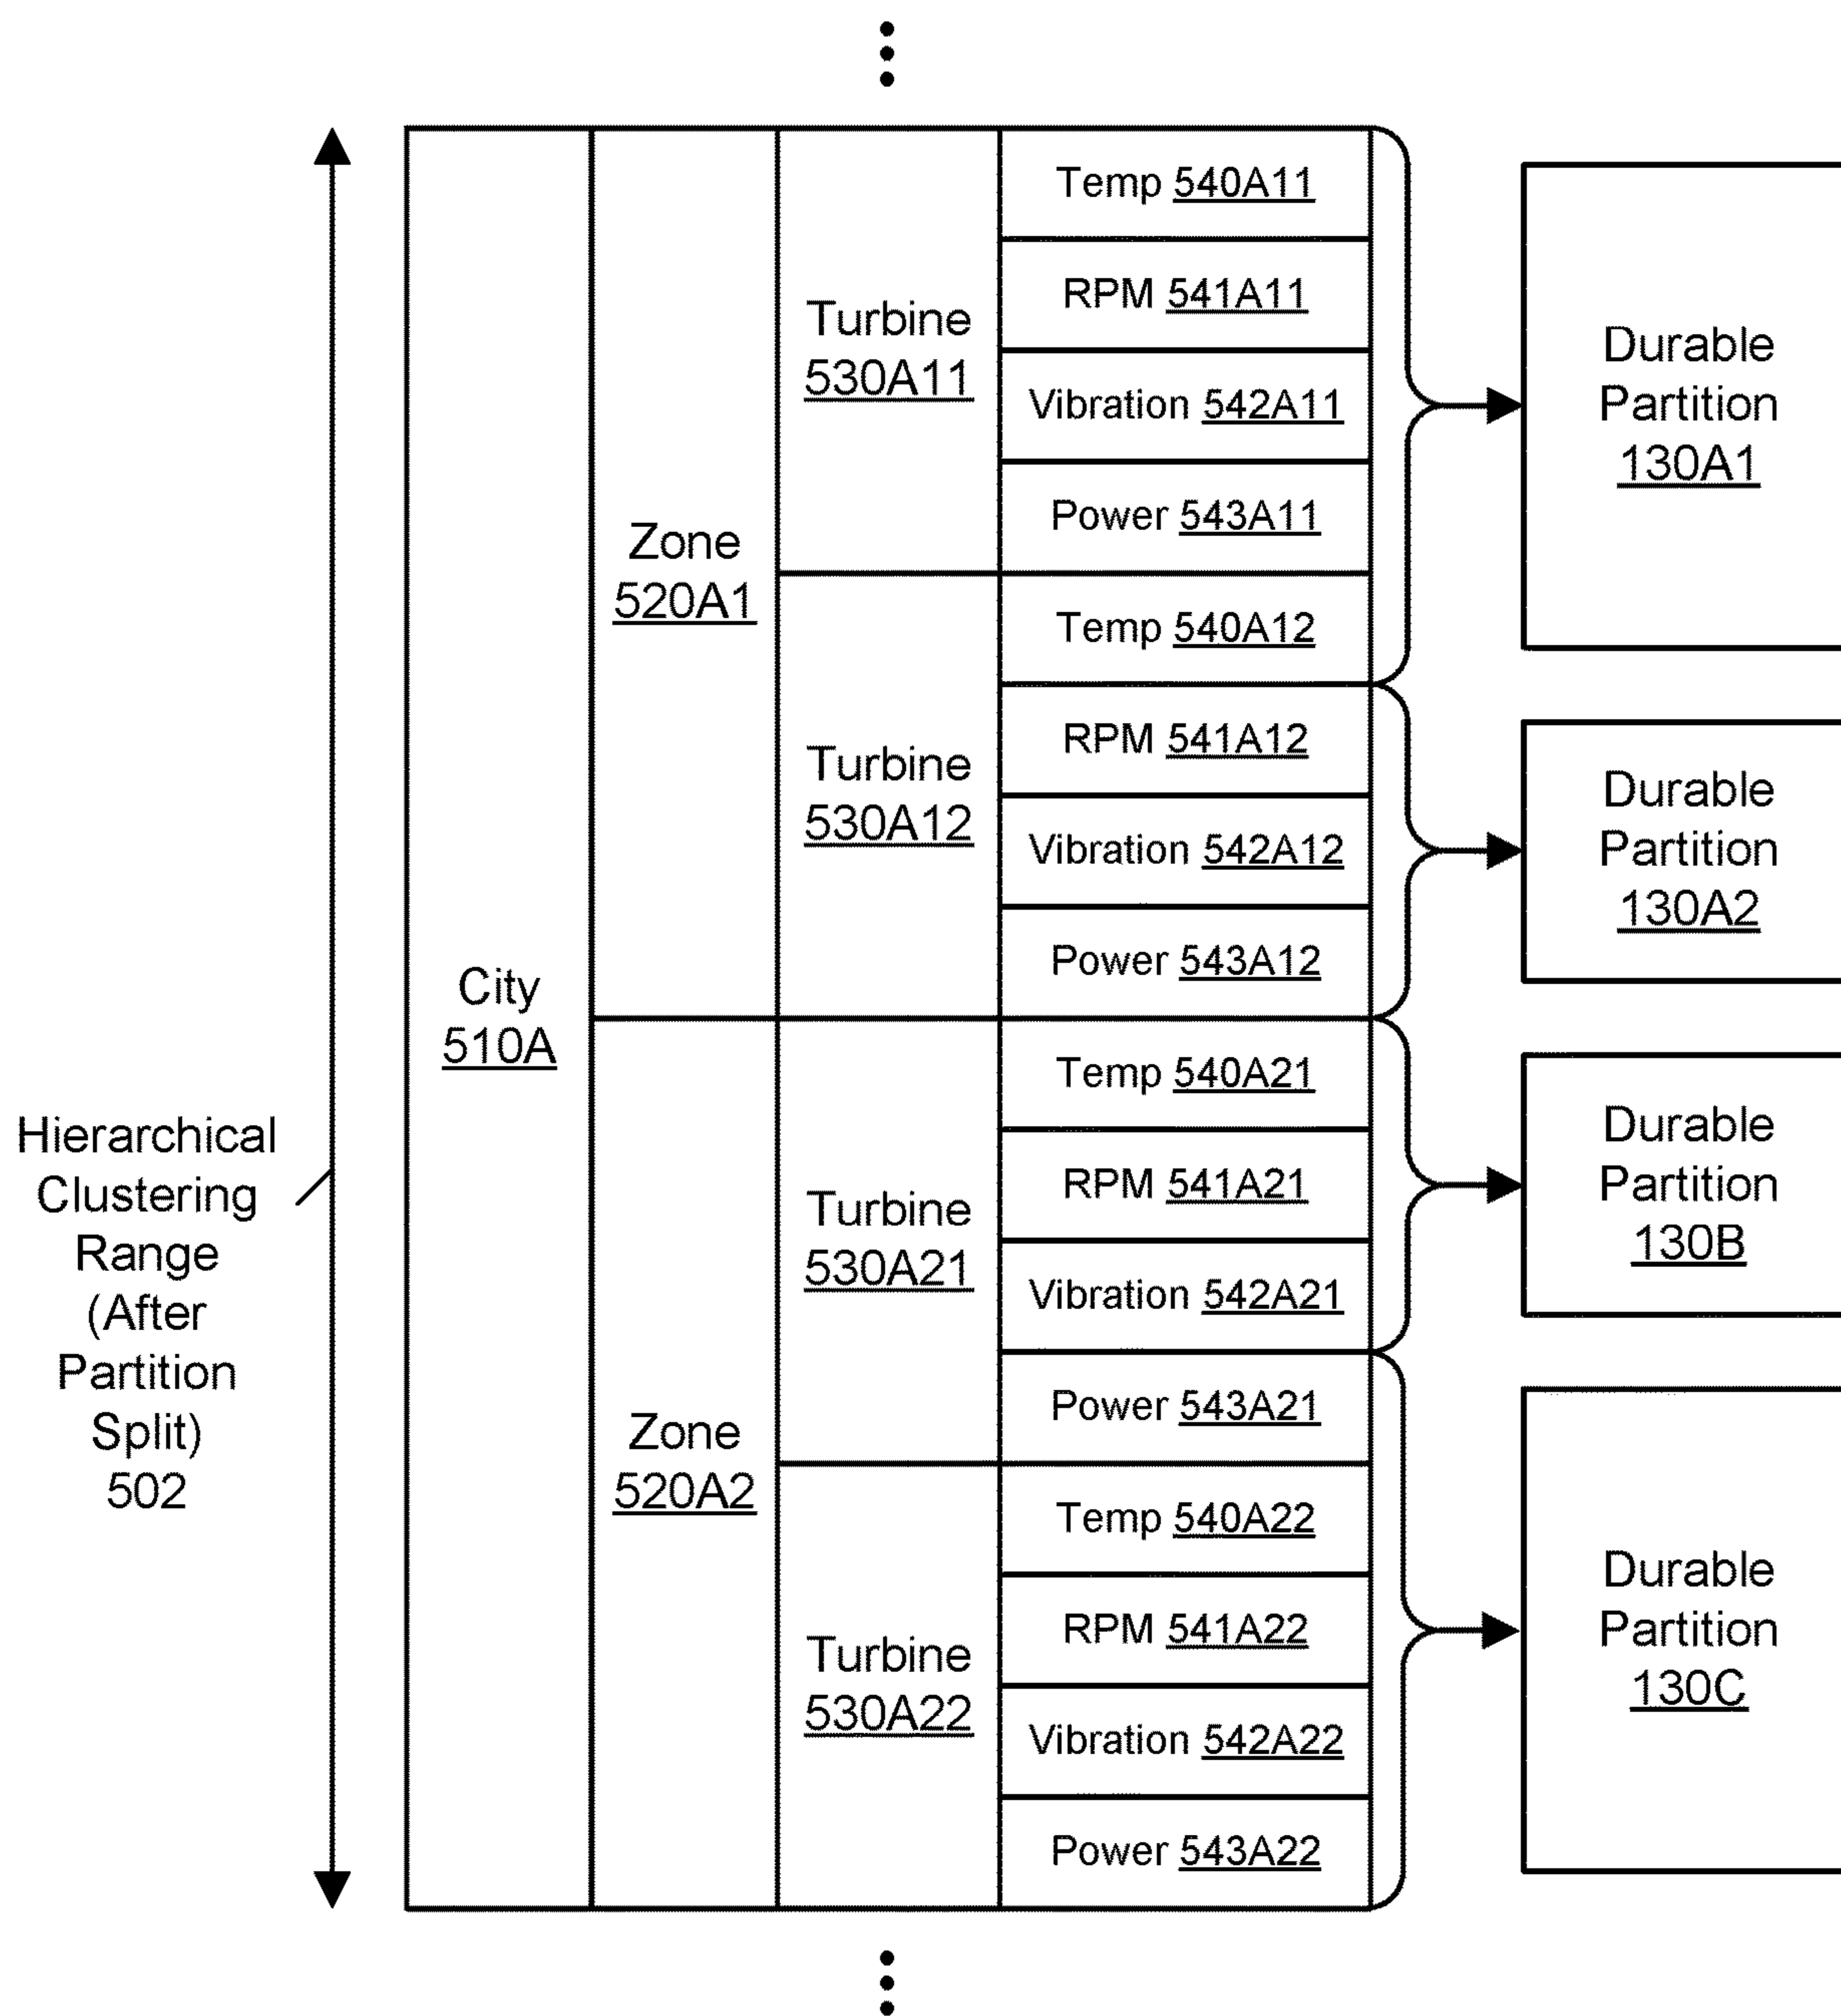 Hierarchical
Clustering
Range
(After
Partition
Split)
502
City
510A
Zone
520A1
Zone
520A2
Turbine
530A11
Turbine
530A12
Turbine
530A21
Turbine
530A22
Temp 540A11
RPM 541A11
Vibration 542A11
Power 543A11
Temp 540A12
RPM 541A12
Vibration 542A12
Power 543A12
Temp 540A21
RPM 541A21
Vibration 542A21
Power 543A21
Temp 540A22
RPM 541A22
Vibration 542A22
Power 543A22
Durable
Partition
130A1
Durable
Partition
130A2
Durable
Partition
130B
Durable
Partition
130C